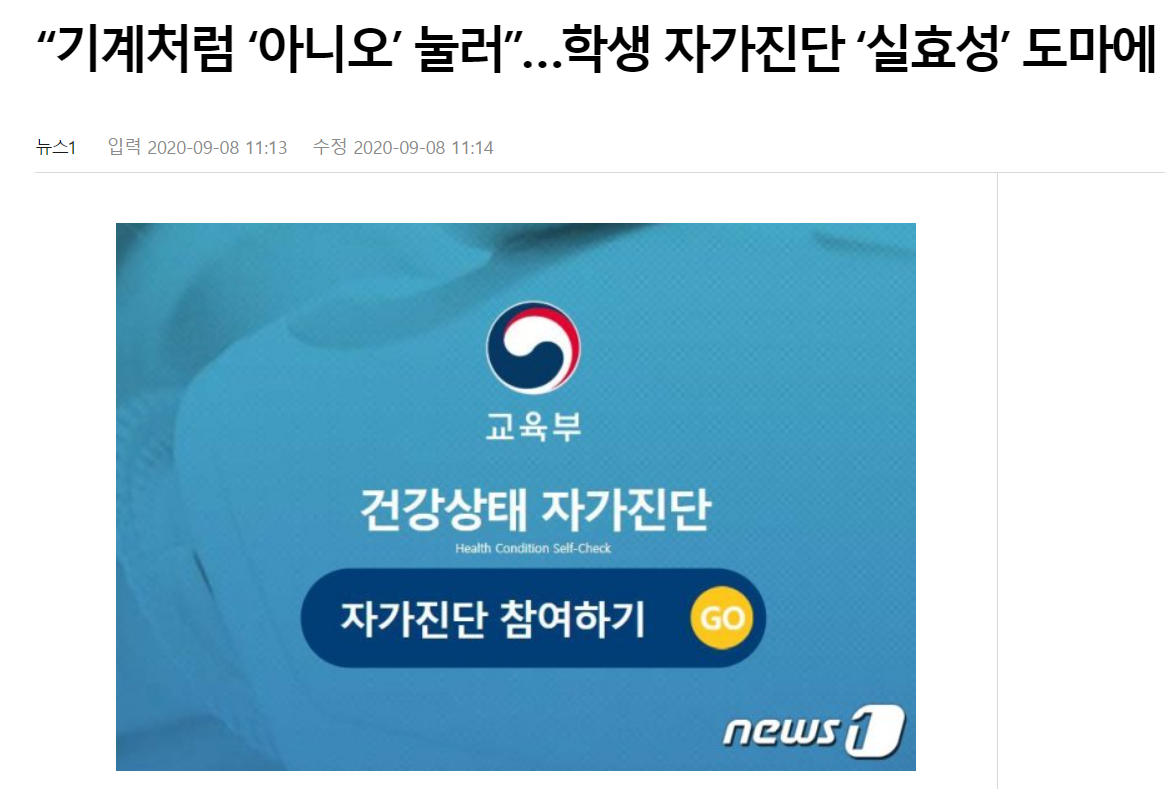 “기계처럼 ‘아니오’ 눌러”…학생 자가진단 ‘실효성’ 도마에
뉴스1 입력 2020-09-08 11:13 수정 2020-09-08 11:14
교육부
건강상태 자가진단
Health Condition Self-Check
자가진단 참여하기 GO
news1